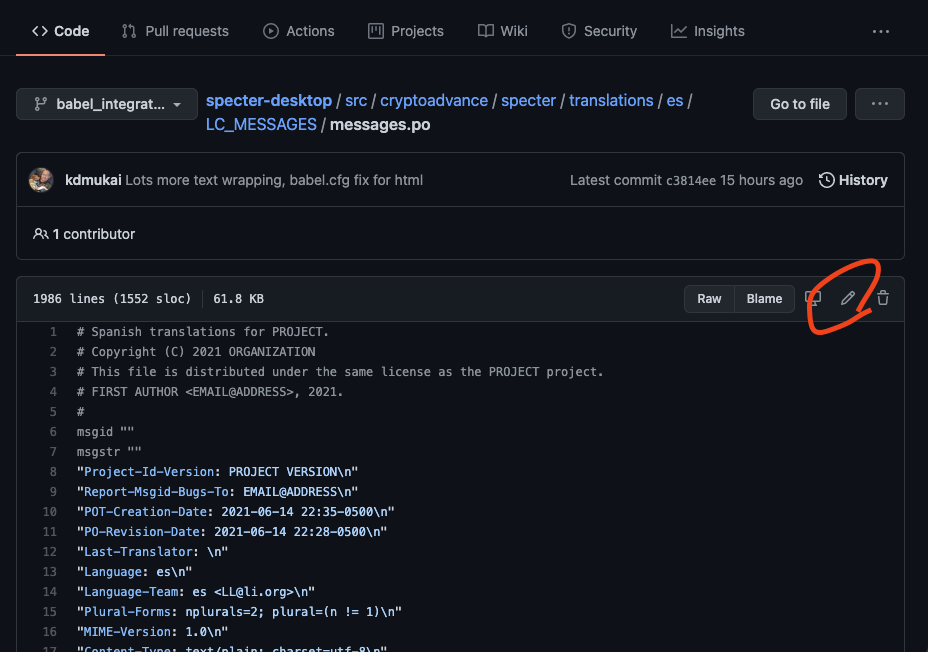 Code Pull requests Actions Projects Wiki Security Insights ...
babel_integrat... specter-desktop / src / cryptoadvance / specter / translations / es / Go to file ...
LC_MESSAGES / messages.po
kdmukai Lots more text wrapping, babel.cfg fix for html Latest commit c3814ee 15 hours ago History
1 contributor
1986 lines (1552 sloc) 61.8 KB Raw Blame
1 # Spanish translations for PROJECT.
2 # Copyright (C) 2021 ORGANIZATION
3 # This file is distributed under the same license as the PROJECT project.
4 # FIRST AUTHOR <EMAIL@ADDRESS>, 2021.
5 #
6 msgid ""
7 msgstr ""
8 "Project-Id-Version: PROJECT VERSION\n"
9 "Report-Msgid-Bugs-To: EMAIL@ADDRESS\n"
10 "POT-Creation-Date: 2021-06-14 22:35-0500\n"
11 "PO-Revision-Date: 2021-06-14 22:28-0500\n"
12 "Last-Translator: \n"
13 "Language: es\n"
14 "Language-Team: es <LL@li.org>\n"
15 "Plural-Forms: nplurals=2; plural=(n != 1)\n"
16 "MIME-Version: 1.0\n"
17 "Content-Type: text/plain; charset=utf-8\n"